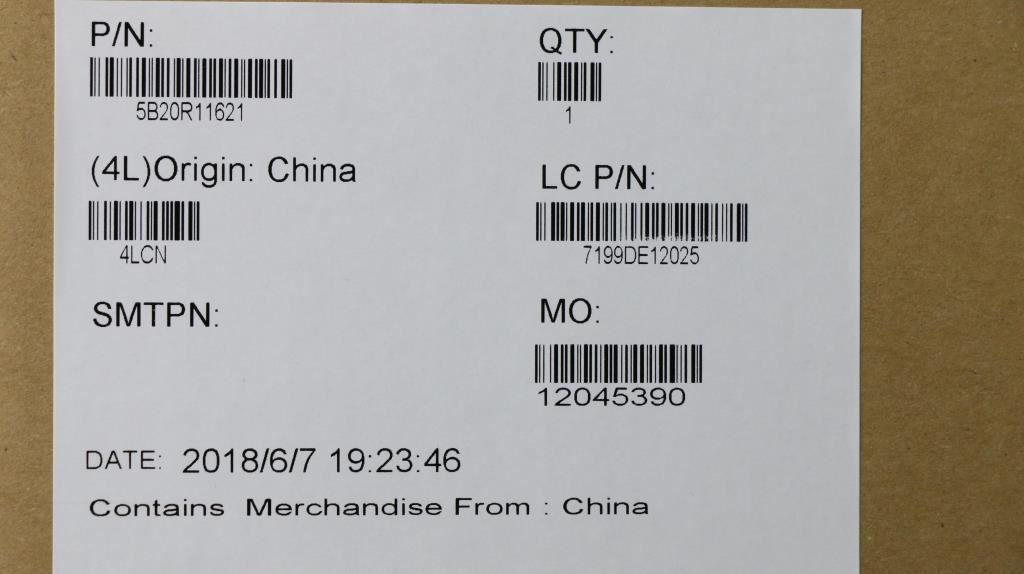 P/N:
5B20R11621
QTY:
1
(4L)Origin: China
4LCN
LC P/N:
7199DE12025
SMTPN:
MO:
12045390
DATE: 2018/6/7 19:23:46
Contains Merchandise From : China